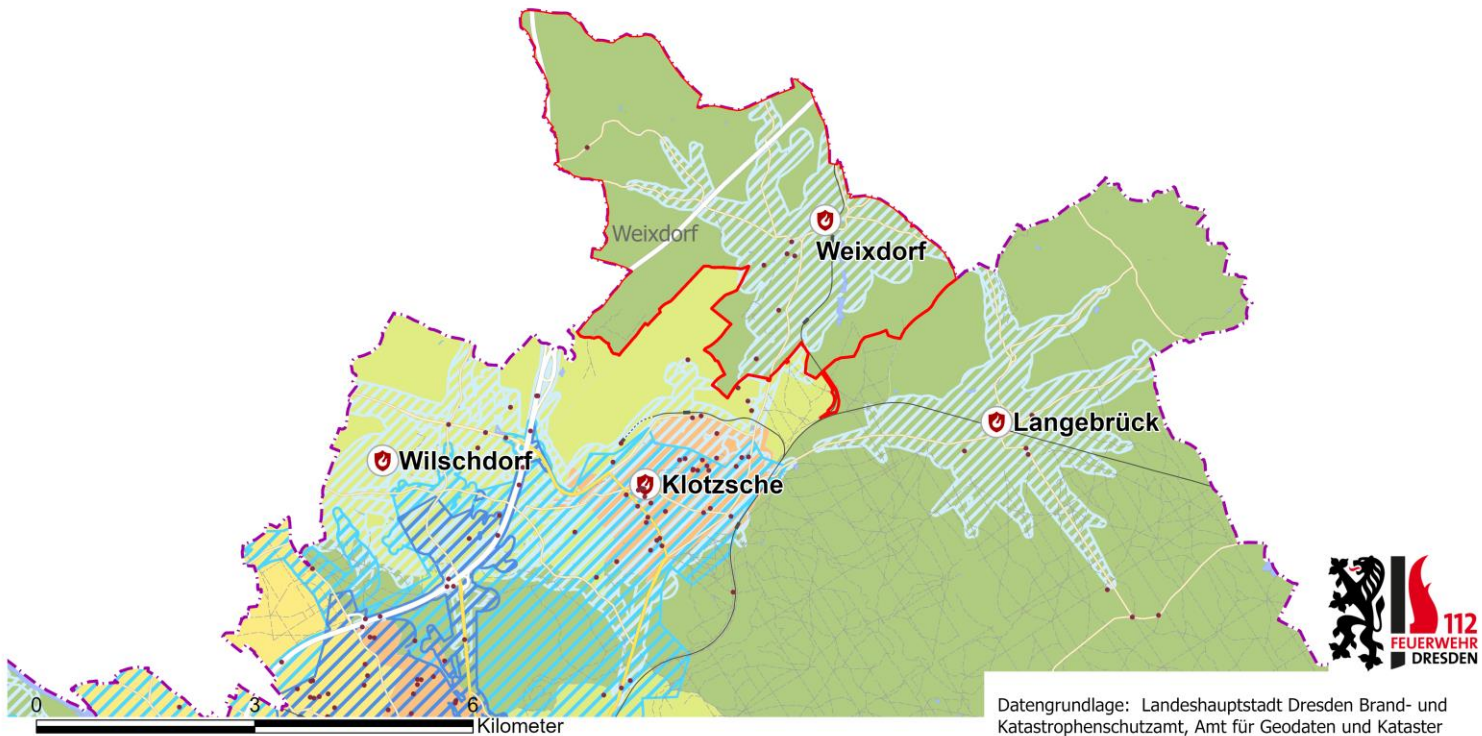 Weixdorf
Weixdorf
Langebrück
Wilschdorf
Klotzsche
112
FEUERWEHR
DRESDEN
0 3 6
Kilometer
Datengrundlage: Landeshauptstadt Dresden Brand- und
Katastrophenschutzamt, Amt für Geodaten und Kataster